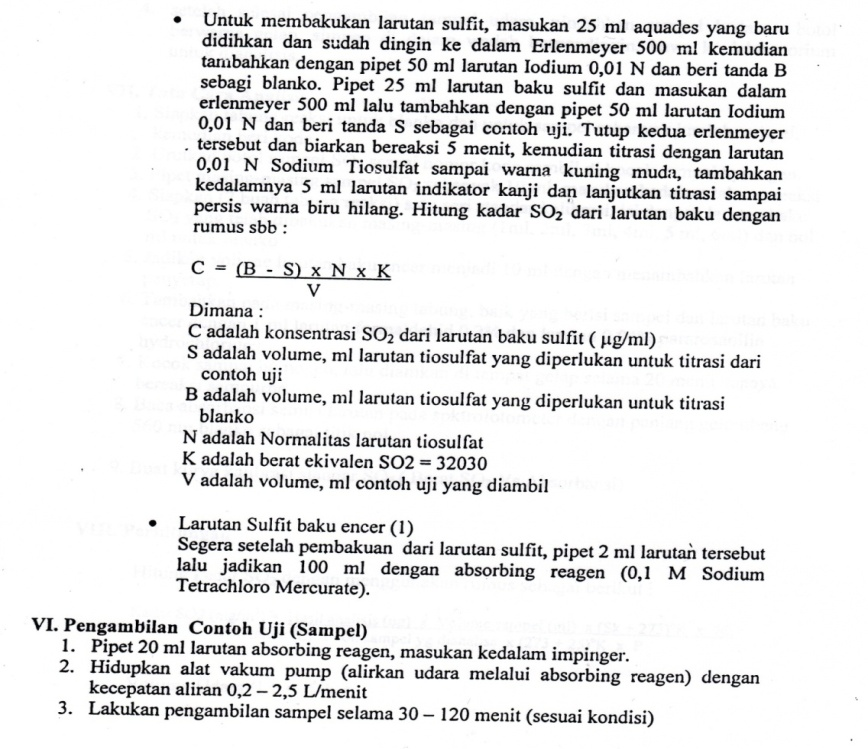 • Untuk membakukan larutan sulfit, masukan 25 ml aquades yang baru
didihkan dan sudah dingin ke dalam Erlenmeyer 500 ml kemudian
tambahkan dengan pipet 50 ml larutan Iodium 0,01 N dan beri tanda B
sebagi blanko. Pipet 25 ml larutan baku sulfit dan masukan dalam
erlenmeyer 500 ml lalu tambahkan dengan pipet 50 ml larutan Iodium
0,01 N dan beri tanda S sebagai contoh uji. Tutup kedua erlenmeyer
tersebut dan biarkan bereaksi 5 menit, kemudian titrasi dengan larutan
0,01 N Sodium Tiosulfat sampai warna kuning muda, tambahkan
kedalamnya 5 ml larutan indikator kanji dan lanjutkan titrasi sampai
persis warna biru hilang. Hitung kadar SO₂ dari larutan baku dengan
rumus sbb :
C = (B - S) x N x K
V
Dimana :
C adalah konsentrasi SO₂ dari larutan baku sulfit ( µg/ml)
S adalah volume, ml larutan tiosulfat yang diperlukan untuk titrasi dari
contoh uji
B adalah volume, ml larutan tiosulfat yang diperlukan untuk titrasi
blanko
N adalah Normalitas larutan tiosulfat
K adalah berat ekivalen SO2 = 32030
V adalah volume, ml contoh uji yang diambil
• Larutan Sulfit baku encer (1)
Segera setelah pembakuan dari larutan sulfit, pipet 2 ml larutan tersebut
lalu jadikan 100 ml dengan absorbing reagen (0,1 M Sodium
Tetrachloro Mercurate).
VI. Pengambilan Contoh Uji (Sampel)
1. Pipet 20 ml larutan absorbing reagen, masukan kedalam impinger.
2. Hidupkan alat vakum pump (alirkan udara melalui absorbing reagen) dengan
kecepatan aliran 0,2 – 2,5 L/menit
3. Lakukan pengambilan sampel selama 30 – 120 menit (sesuai kondisi)